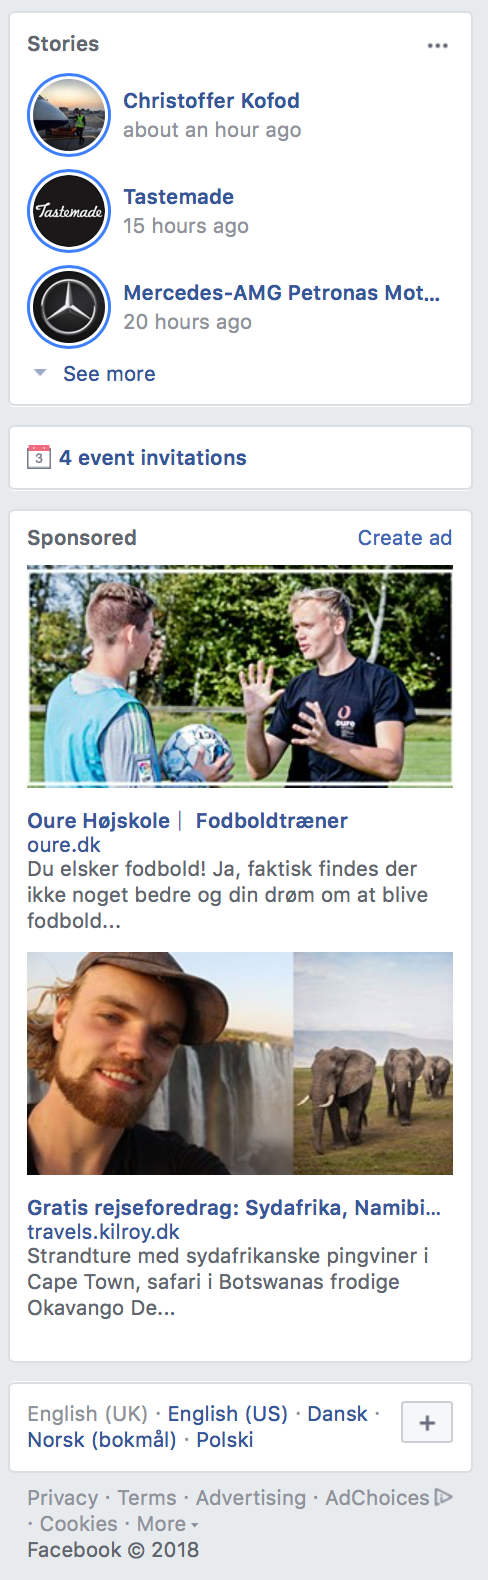 Stories
Christoffer Kofod
about an hour ago
Tastemade
Tastemade
15 hours ago
Mercedes-AMG Petronas Mot...
20 hours ago
See more
3
4 event invitations
Sponsored
Create ad
oure
Oure Højskole | Fodboldtræner
oure.dk
Du elsker fodbold! Ja, faktisk findes der
ikke noget bedre og din drøm om at blive
fodbold...
Gratis rejseforedrag: Sydafrika, Namibi...
travels.kilroy.dk
Strandture med sydafrikanske pingviner i
Cape Town, safari i Botswanas frodige
Okavango De...
English (UK) · English (US) · Dansk ·
Norsk (bokmål) · Polski
+
Privacy · Terms · Advertising · AdChoices
· Cookies · More
Facebook © 2018